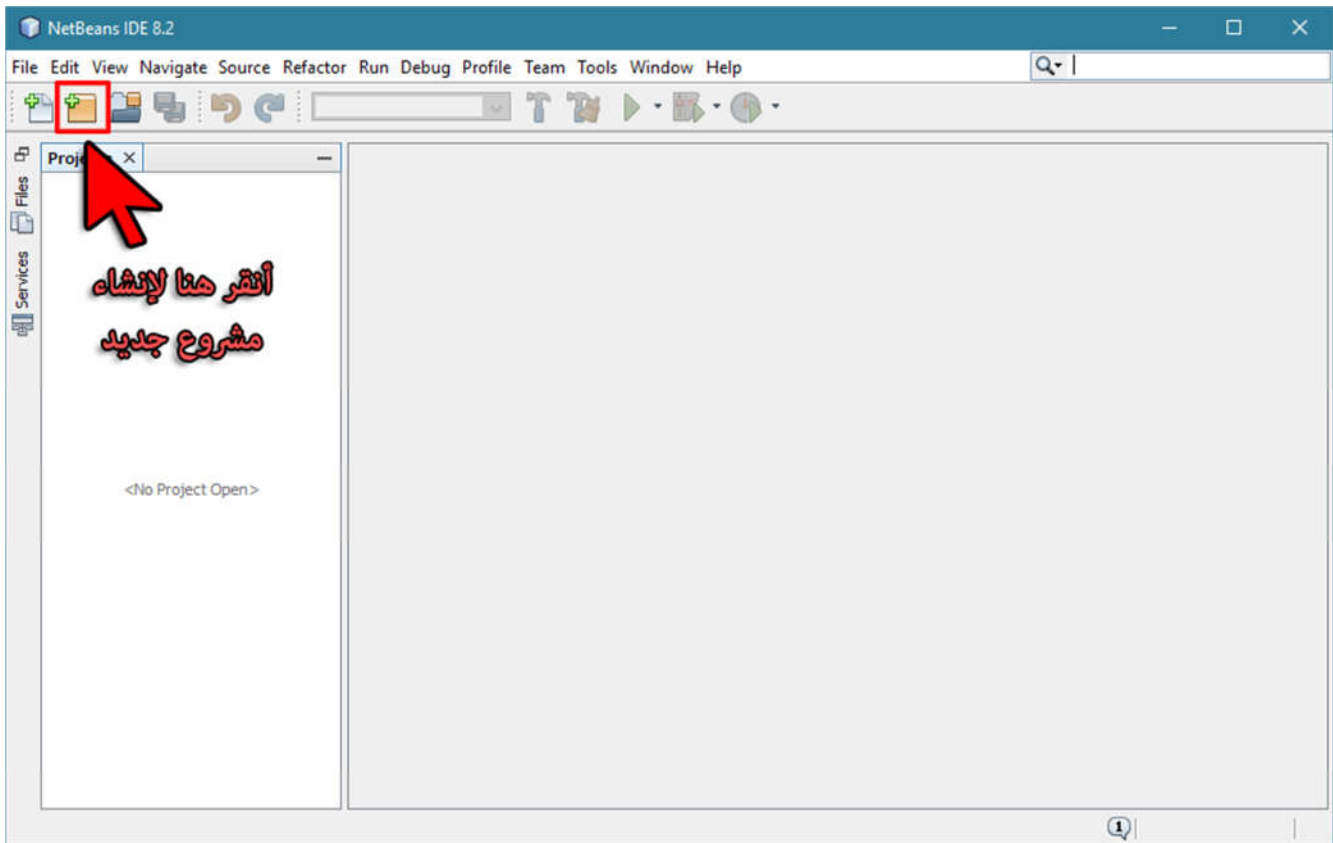 NetBeans IDE 8.2
File Edit View Navigate Source Refactor Run Debug Profile Team Tools Window Help
Files
Services
أنقر هنا لإنشاء
مشروع جديد
<No Project Open>
1